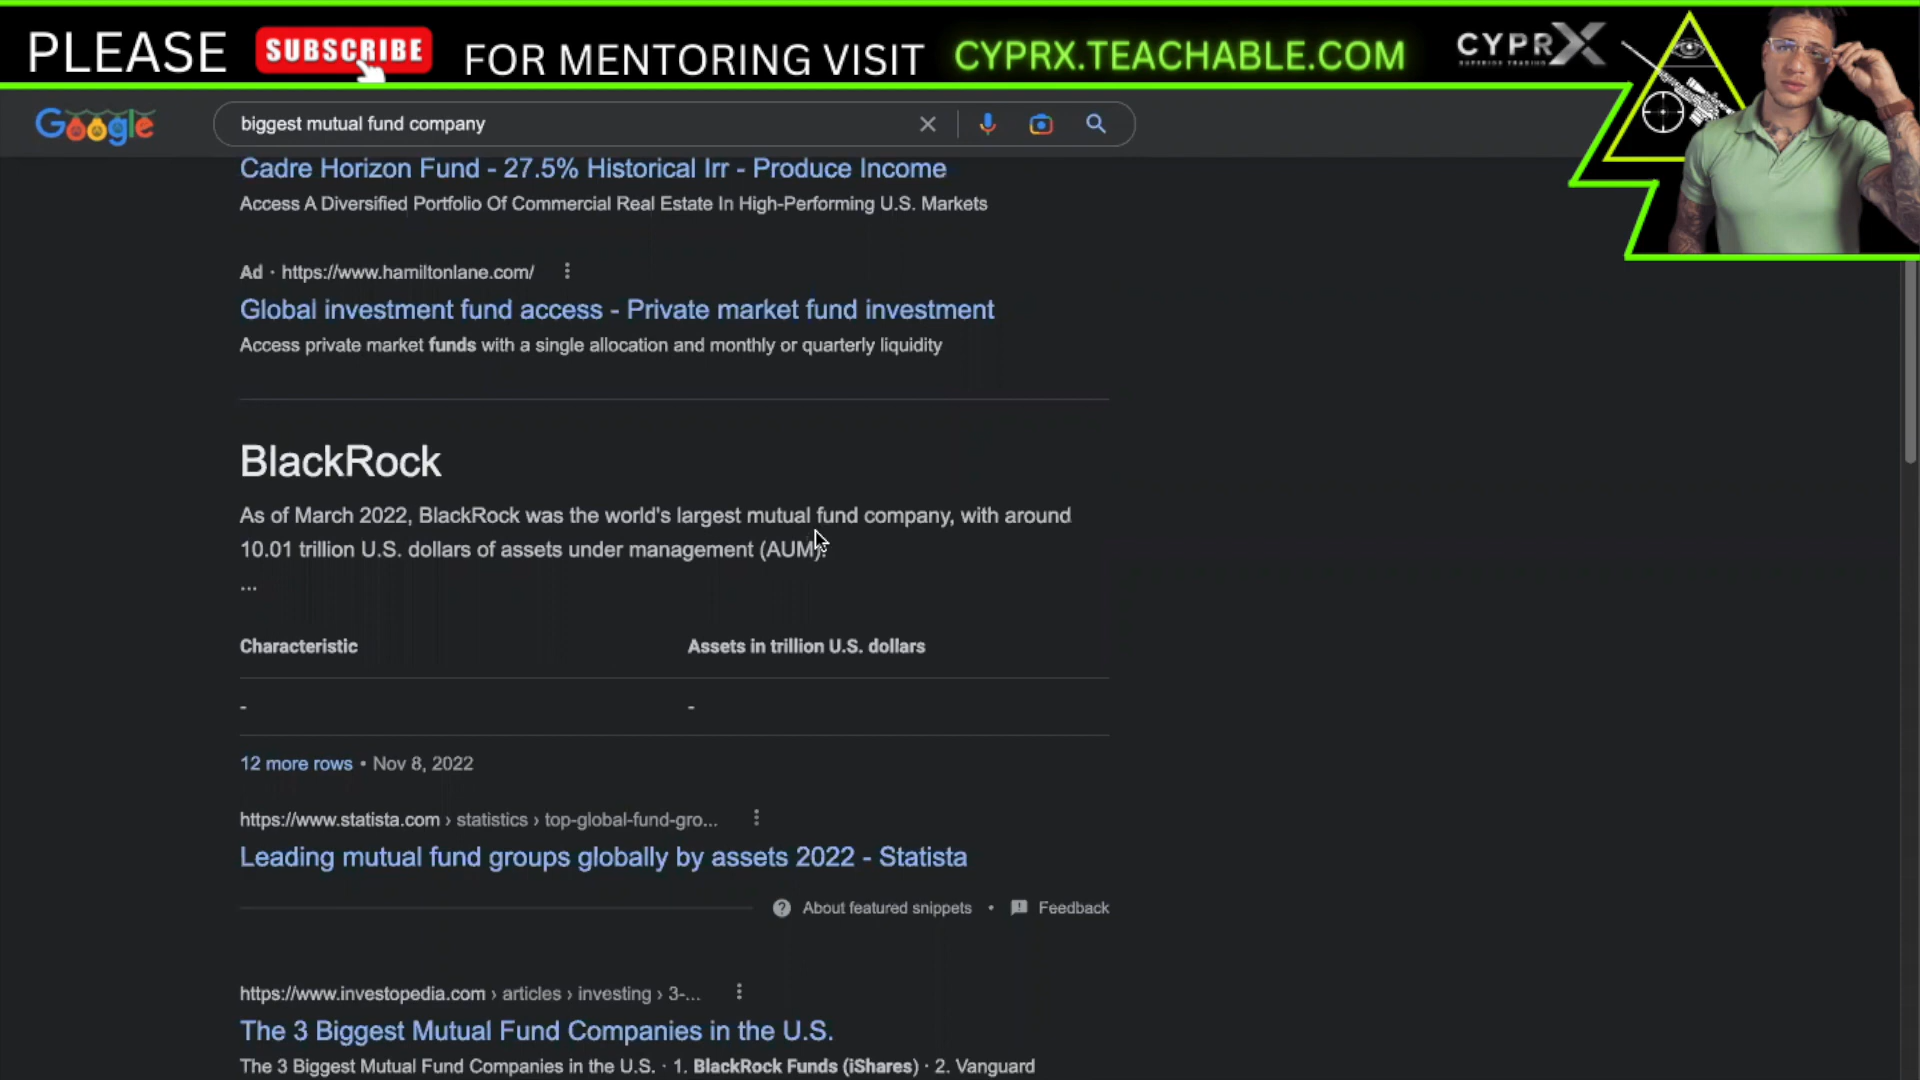 PLEASE SUBSCRIBE FOR MENTORING VISIT CYPRX.TEACHABLE.COM CYPRX
SUPERIOR TRADING
Google biggest mutual fund company
Cadre Horizon Fund - 27.5% Historical Irr - Produce Income
Access A Diversified Portfolio Of Commercial Real Estate In High-Performing U.S. Markets
Ad · https://www.hamiltonlane.com/
Global investment fund access - Private market fund investment
Access private market funds with a single allocation and monthly or quarterly liquidity
BlackRock
As of March 2022, BlackRock was the world's largest mutual fund company, with around
10.01 trillion U.S. dollars of assets under management (AUM).
...
Characteristic Assets in trillion U.S. dollars
- -
12 more rows • Nov 8, 2022
https://www.statista.com › statistics › top-global-fund-gro...
Leading mutual fund groups globally by assets 2022 - Statista
About featured snippets • Feedback
https://www.investopedia.com › articles › investing › 3-...
The 3 Biggest Mutual Fund Companies in the U.S.
The 3 Biggest Mutual Fund Companies in the U.S. · 1. BlackRock Funds (iShares) · 2. Vanguard